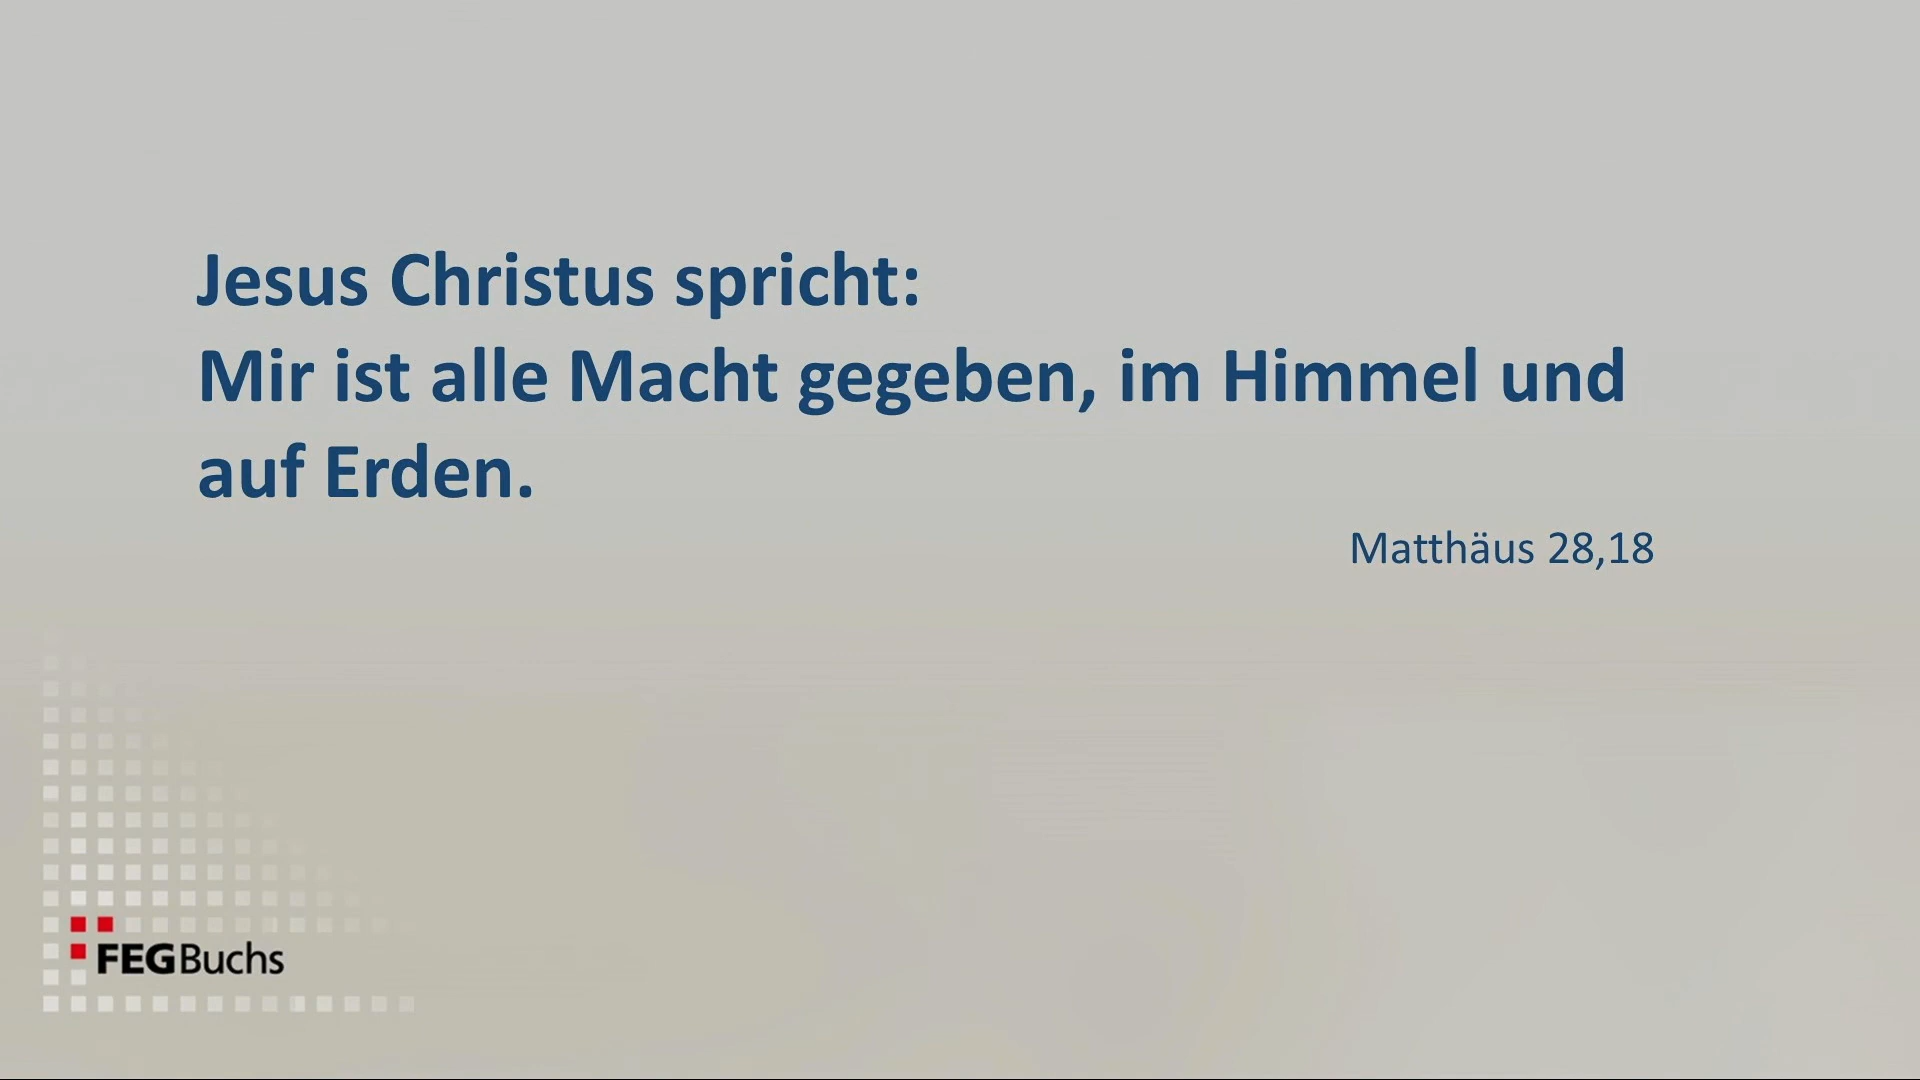 Jesus Christus spricht:
Mir ist alle Macht gegeben, im Himmel und
auf Erden.
Matthäus 28,18
FEGBuchs